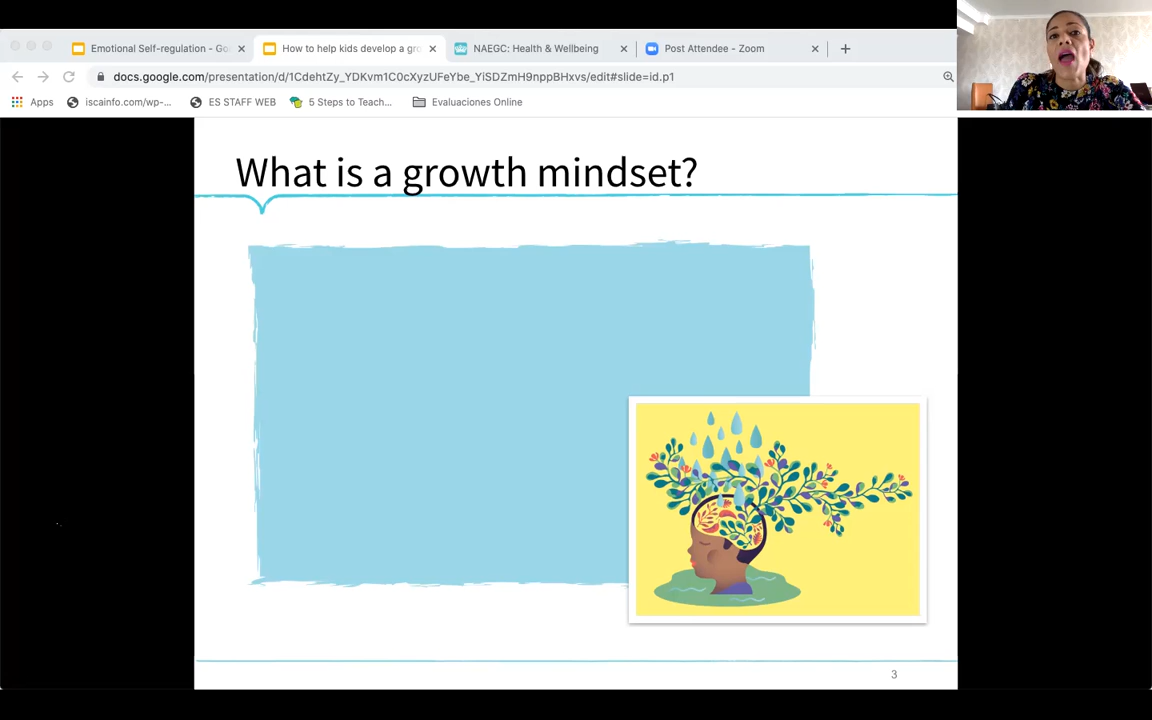 Emotional Self-regulation - Go
How to help kids develop a gro
NAEGC: Health & Wellbeing
Post Attendee - Zoom
docs.google.com/presentation/d/1CdehtZy_YDKvm1C0cXyzUFeYbe_YiSDZmH9nppBHxvs/edit#slide=id.p1
Apps
iscainfo.com/wp-...
ES STAFF WEB
5 Steps to Teach...
Evaluaciones Online
What is a growth mindset?
3